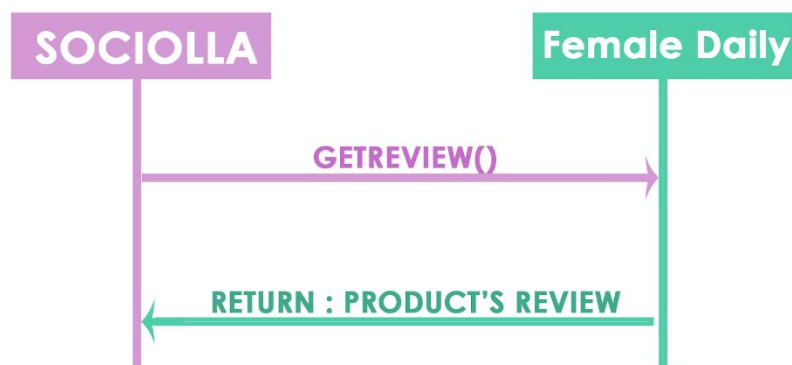 SOCIOLLA
Female Daily
GETREVIEW()
RETURN : PRODUCT'S REVIEW